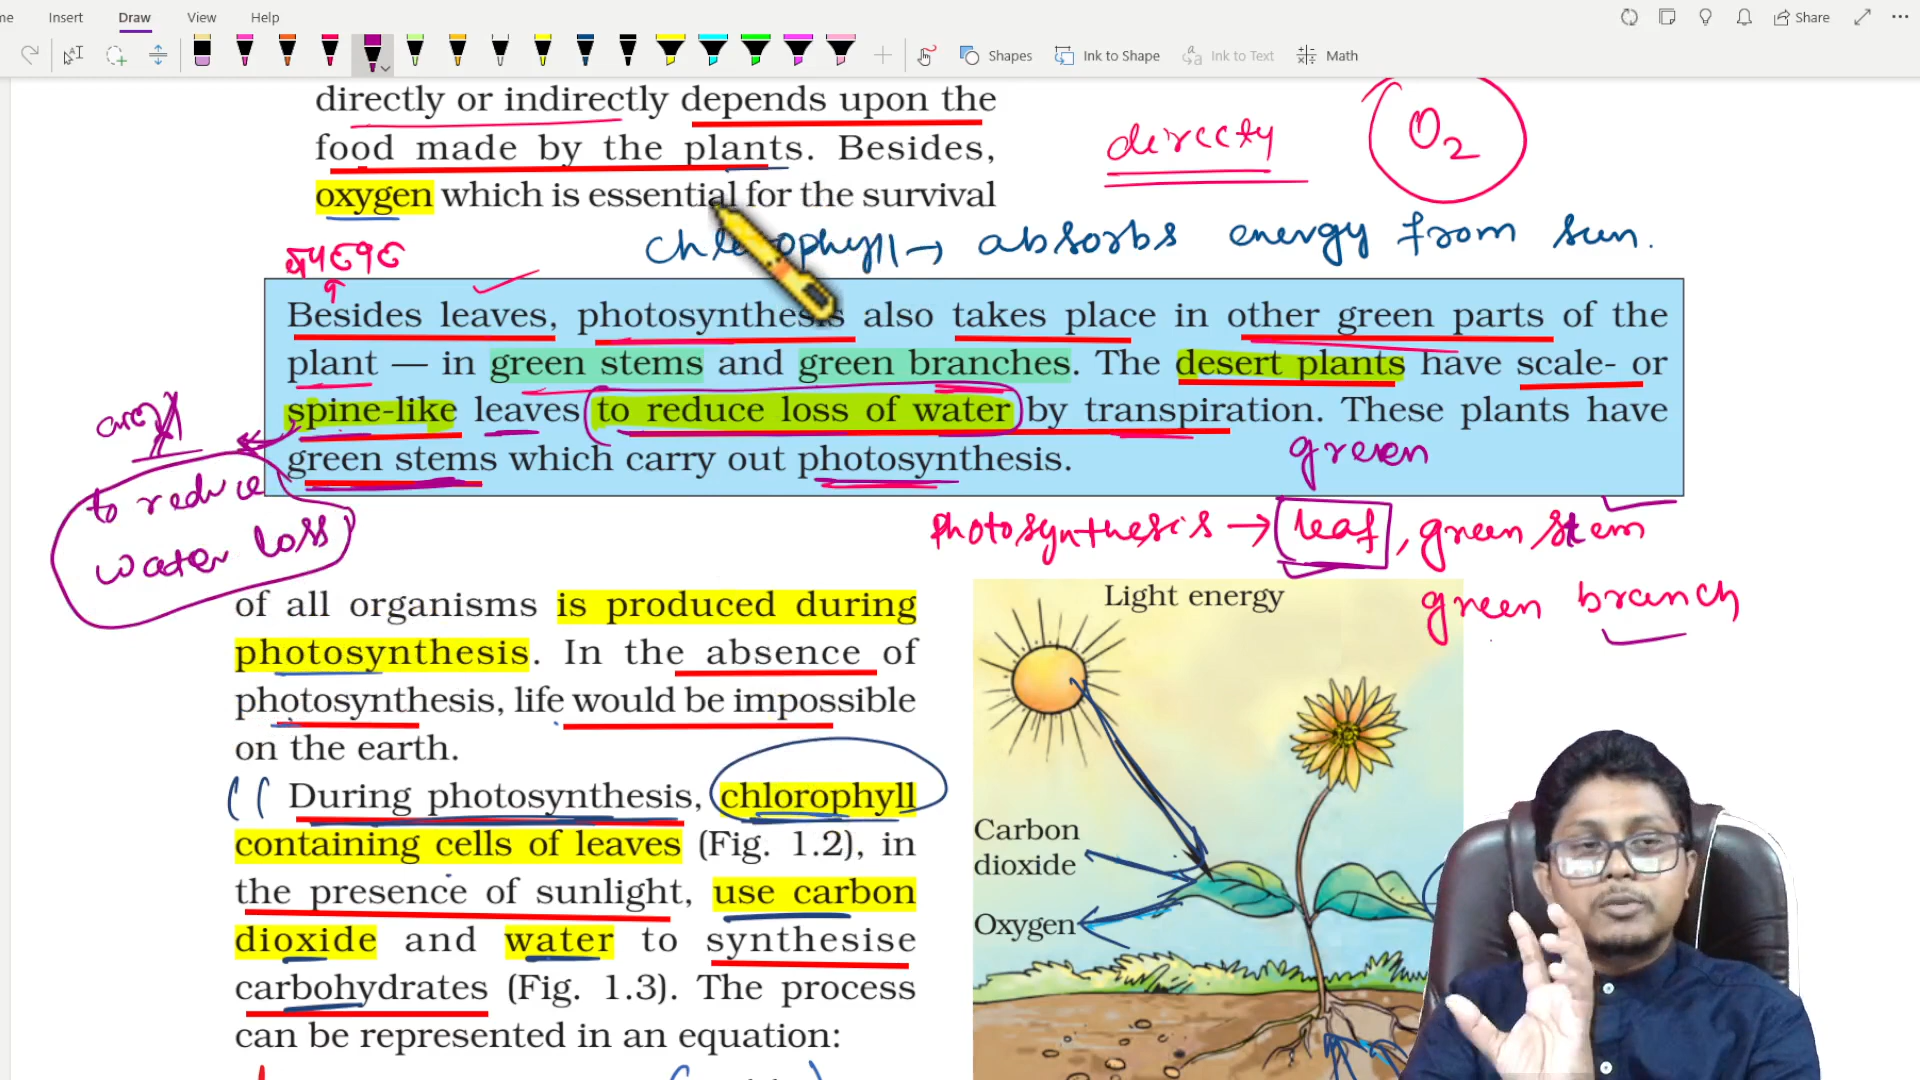 Insert Draw View Help Share
Shapes Ink to Shape Ink to Text Math
directly or indirectly depends upon the
food made by the plants. Besides,
oxygen which is essential for the survival
directy
O2
chlorophyll → absorbs energy from sun.
Besides leaves, photosynthesis also takes place in other green parts of the
plant — in green stems and green branches. The desert plants have scale- or
spine-like leaves to reduce loss of water by transpiration. These plants have
green stems which carry out photosynthesis.
green
to reduce
water loss
Photosynthesis → leaf, green stem
green branch
of all organisms is produced during
photosynthesis. In the absence of
photosynthesis, life would be impossible
on the earth.
During photosynthesis, chlorophyll
containing cells of leaves (Fig. 1.2), in
the presence of sunlight, use carbon
dioxide and water to synthesise
carbohydrates (Fig. 1.3). The process
can be represented in an equation:
Light energy
Carbon
dioxide
Oxygen